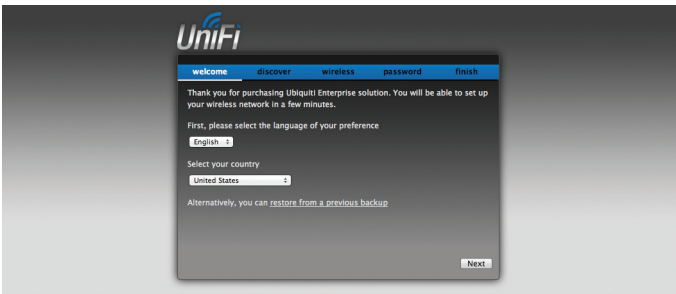 UniFi
welcome discover wireless password finish
Thank you for purchasing Ubiquiti Enterprise solution. You will be able to set up
your wireless network in a few minutes.
First, please select the language of your preference
English
Select your country
United States
Alternatively, you can restore from a previous backup
Next